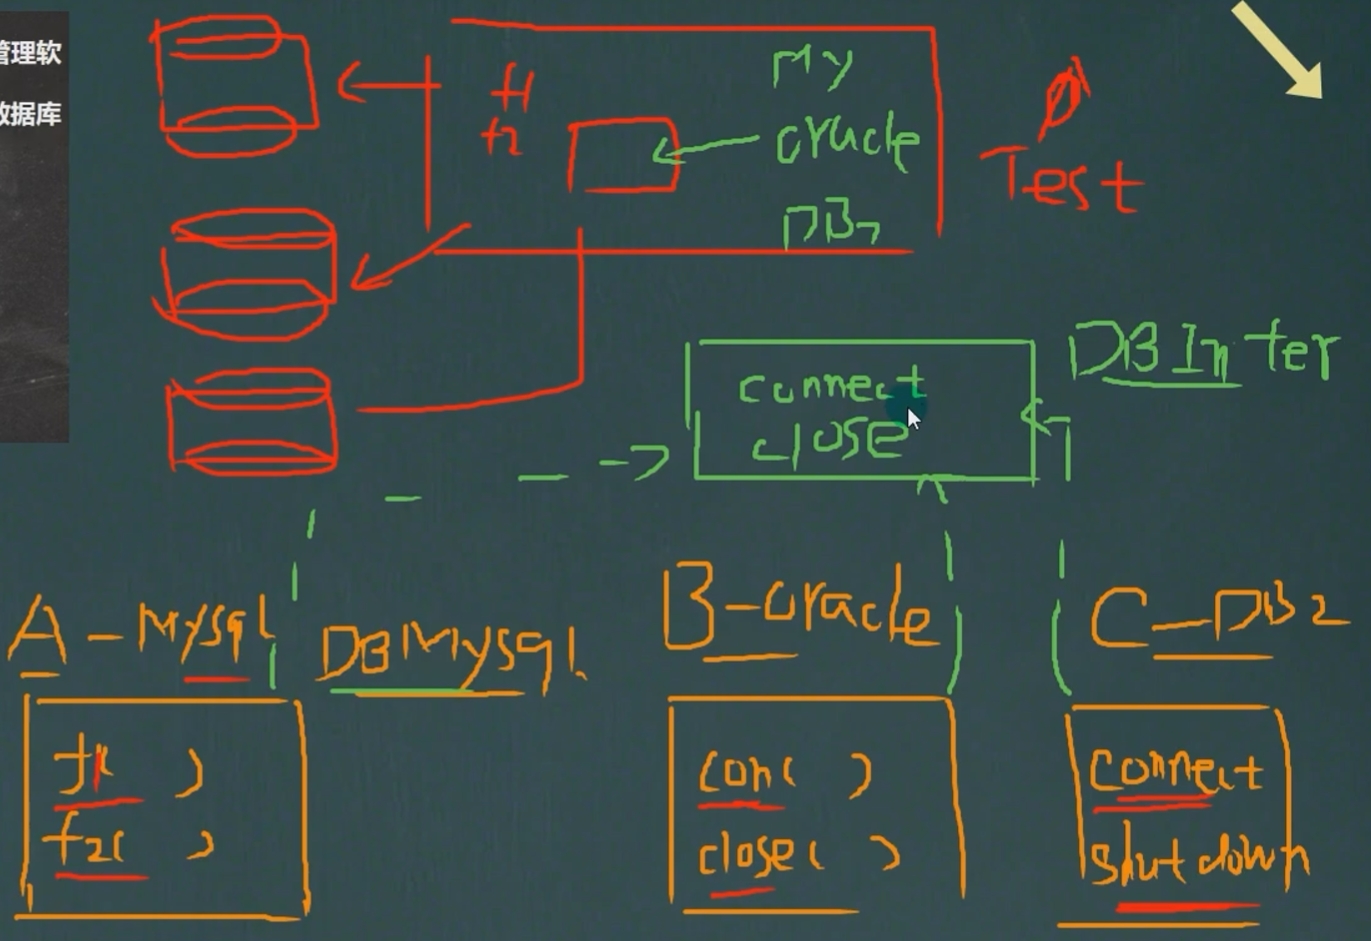 管理软
数据库
f1
f2
My
oracle
DB2
Test
DBInter
connect
close
A-Mysql
DBMysql
B-oracle
C-DB2
f1( )
f2( )
con( )
close( )
connect
shutdown